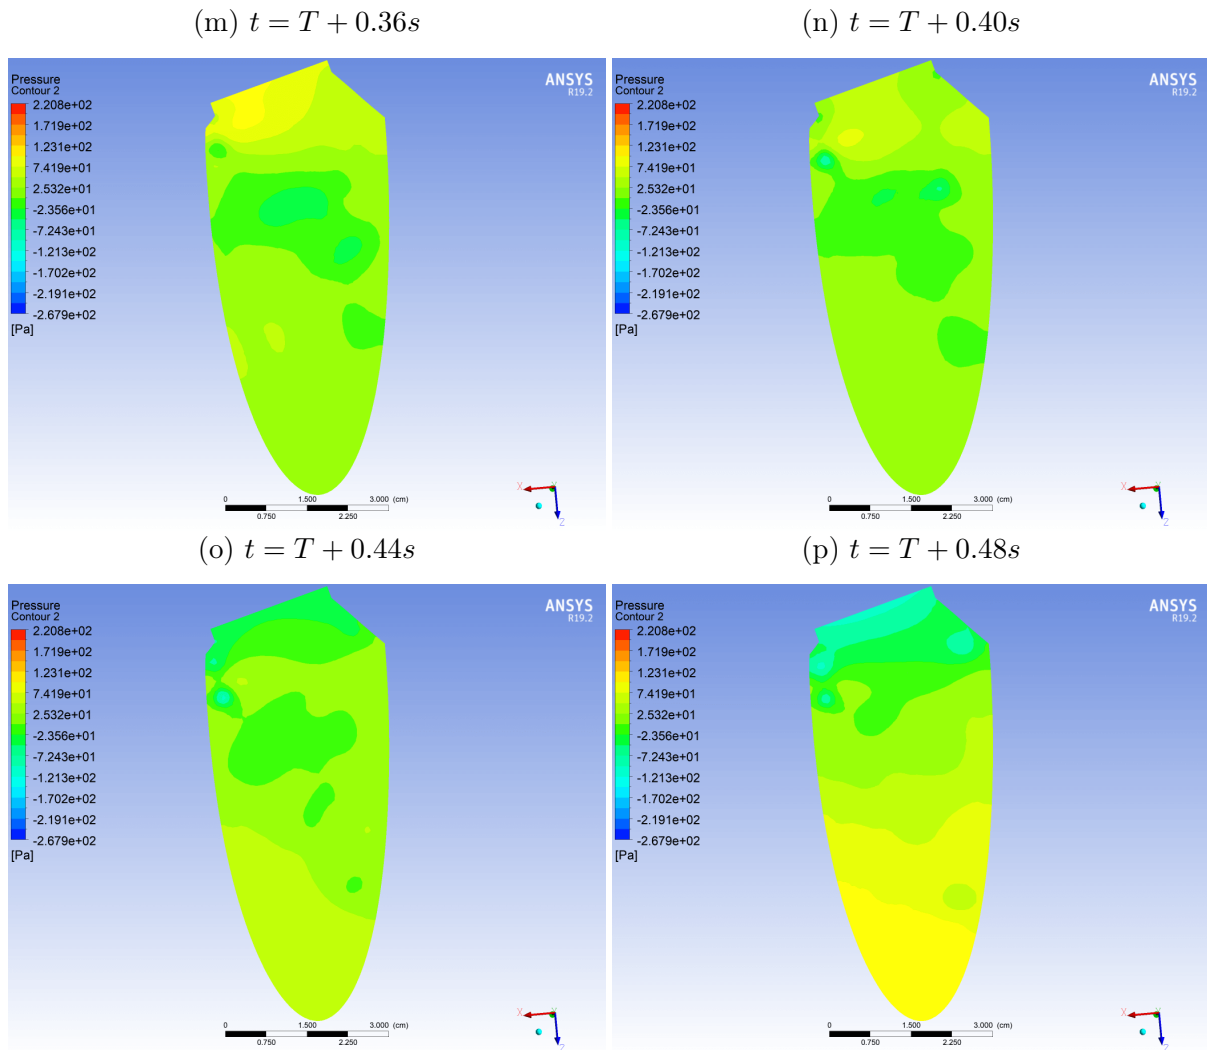 (m) t = T + 0.36s
(n) t = T + 0.40s
Pressure
Contour 2
2.208e+02
1.719e+02
1.231e+02
7.419e+01
2.532e+01
-2.356e+01
-7.243e+01
-1.213e+02
-1.702e+02
-2.191e+02
-2.679e+02
[Pa]
ANSYS
R19.2
0 1.500 3.000 (cm)
0.750 2.250
X Y
Z
Pressure
Contour 2
2.208e+02
1.719e+02
1.231e+02
7.419e+01
2.532e+01
-2.356e+01
-7.243e+01
-1.213e+02
-1.702e+02
-2.191e+02
-2.679e+02
[Pa]
ANSYS
R19.2
0 1.500 3.000 (cm)
0.750 2.250
X Y
Z
(o) t = T + 0.44s
(p) t = T + 0.48s
Pressure
Contour 2
2.208e+02
1.719e+02
1.231e+02
7.419e+01
2.532e+01
-2.356e+01
-7.243e+01
-1.213e+02
-1.702e+02
-2.191e+02
-2.679e+02
[Pa]
ANSYS
R19.2
0 1.500 3.000 (cm)
0.750 2.250
X Y
Z
Pressure
Contour 2
2.208e+02
1.719e+02
1.231e+02
7.419e+01
2.532e+01
-2.356e+01
-7.243e+01
-1.213e+02
-1.702e+02
-2.191e+02
-2.679e+02
[Pa]
ANSYS
R19.2
0 1.500 3.000 (cm)
0.750 2.250
X Y
Z